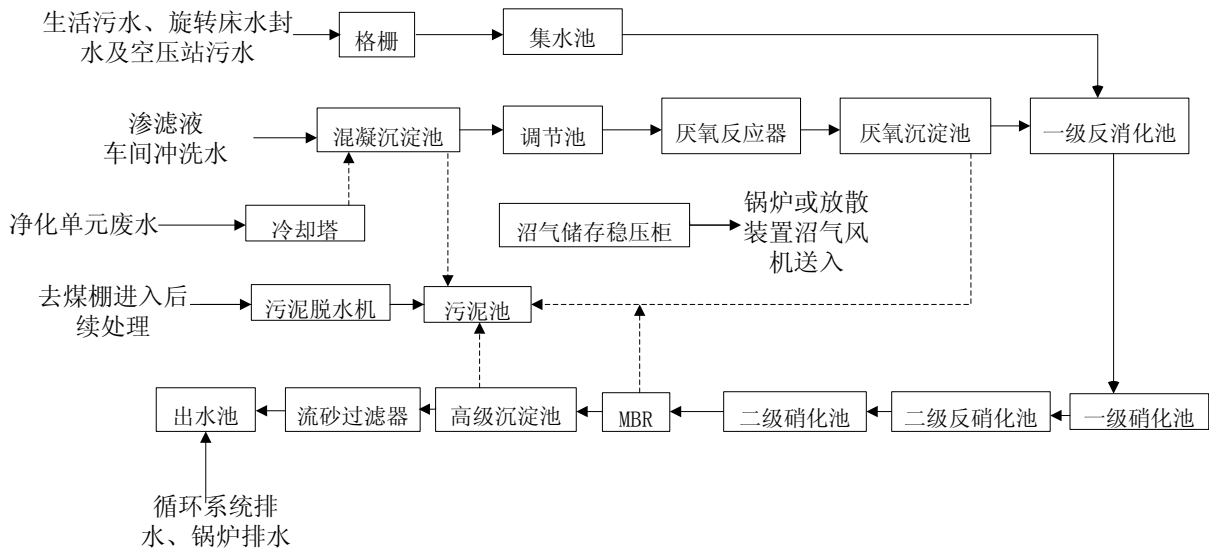 生活污水、旋转床水封
水及空压站污水
格栅
集水池
渗滤液
车间冲洗水
混凝沉淀池
调节池
厌氧反应器
厌氧沉淀池
一级反消化池
净化单元废水
冷却塔
沼气储存稳压柜
锅炉或放散
装置沼气风
机送入
去煤棚进入后
续处理
污泥脱水机
污泥池
出水池
流砂过滤器
高级沉淀池
MBR
二级硝化池
二级反硝化池
一级硝化池
循环系统排
水、锅炉排水